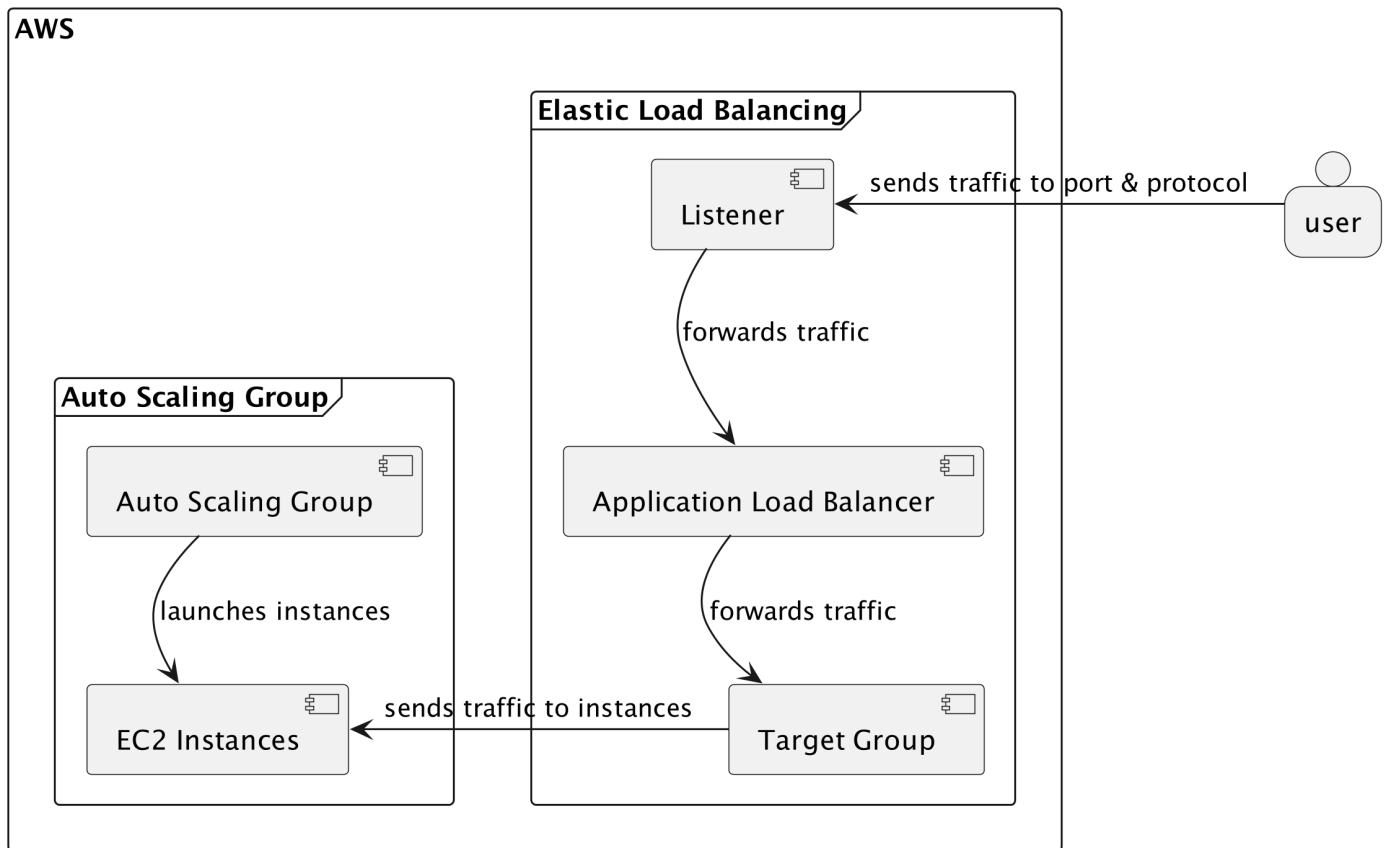 AWS
Elastic Load Balancing
Listener
sends traffic to port & protocol
user
forwards traffic
Auto Scaling Group
Auto Scaling Group
Application Load Balancer
launches instances
forwards traffic
EC2 Instances
sends traffic to instances
Target Group